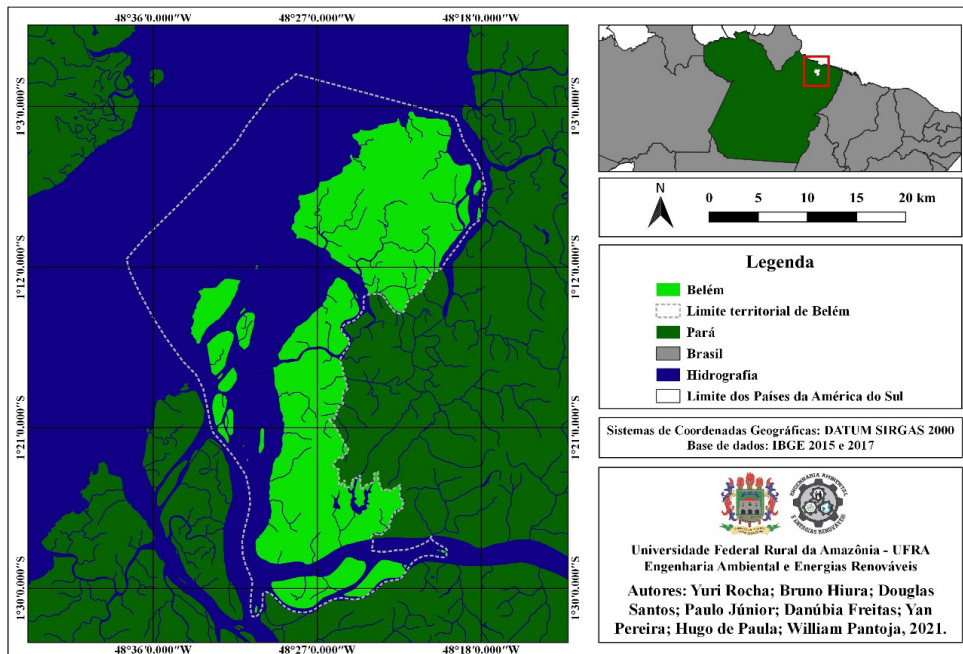 48°36'0.000"W 48°27'0.000"W 48°18'0.000"W
1°3'0.000"S 1°3'0.000"S
1°12'0.000"S 1°12'0.000"S
1°21'0.000"S 1°21'0.000"S
1°30'0.000"S 1°30'0.000"S
48°36'0.000"W 48°27'0.000"W 48°18'0.000"W
N
0 5 10 15 20 km
Legenda
Belém
Limite territorial de Belém
Pará
Brasil
Hidrografia
Limite dos Países da América do Sul
Sistemas de Coordenadas Geográficas: DATUM SIRGAS 2000
Base de dados: IBGE 2015 e 2017
ENGENHARIA AMBIENTAL
E ENERGIAS RENOVÁVEIS
Universidade Federal Rural da Amazônia - UFRA
Engenharia Ambiental e Energias Renováveis
Autores: Yuri Rocha; Bruno Hiura; Douglas
Santos; Paulo Júnior; Danúbia Freitas; Yan
Pereira; Hugo de Paula; William Pantoja, 2021.